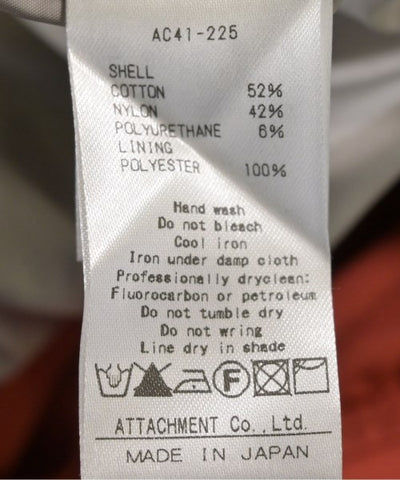 AC41-225
SHELL
COTTON 52%
NYLON 42%
POLYURETHANE 6%
LINING
POLYESTER 100%
Hand wash
Do not bleach
Cool iron
Iron under damp cloth
Professionally dryclean:
Fluorocarbon or petroleum
Do not tumble dry
Do not wring
Line dry in shade
F
ATTACHMENT Co.,Ltd.
MADE IN JAPAN